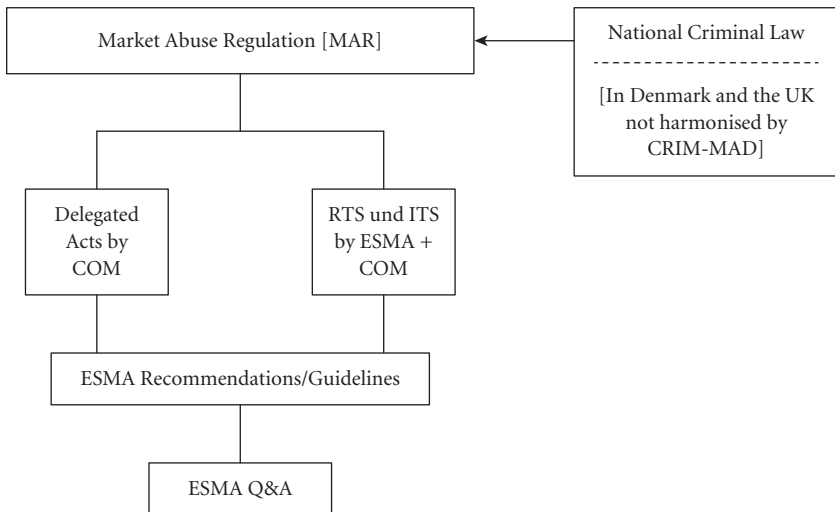 Market Abuse Regulation [MAR]
National Criminal Law
[In Denmark and the UK
not harmonised by
CRIM-MAD]
Delegated
Acts by
COM
RTS und ITS
by ESMA +
COM
ESMA Recommendations/Guidelines
ESMA Q&A